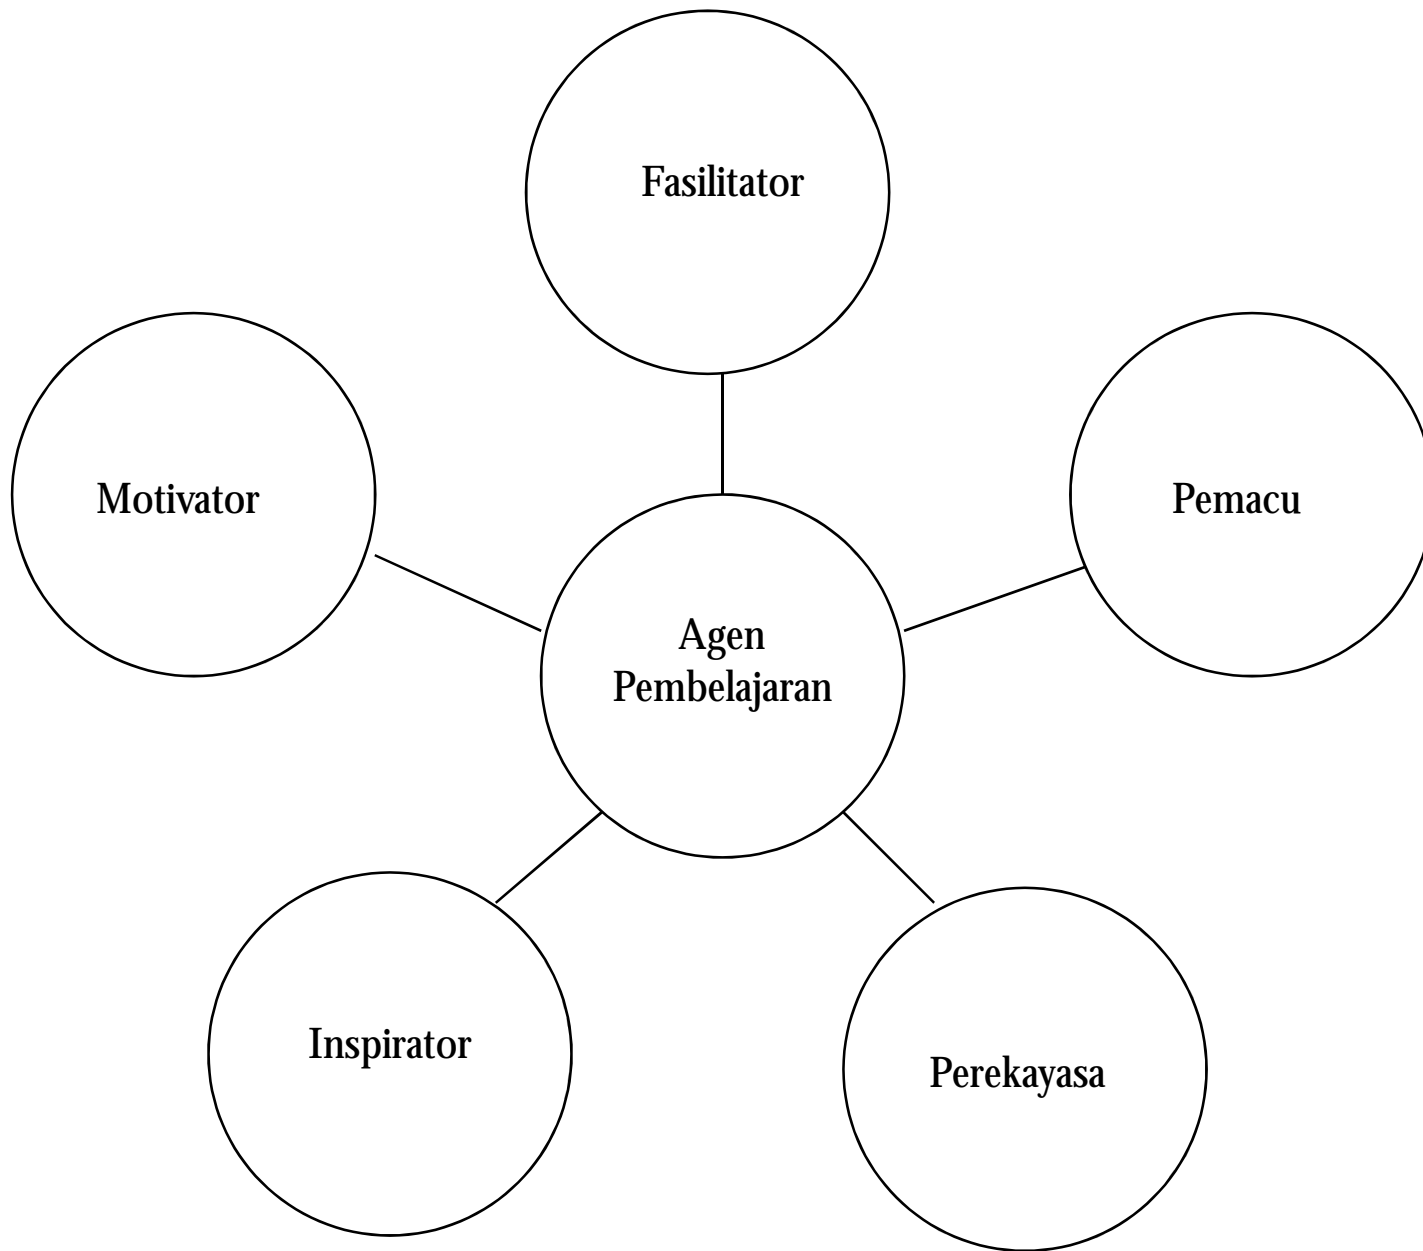 Fasilitator
Motivator
Pemacu
Agen
Pembelajaran
Inspirator
Perekayasa